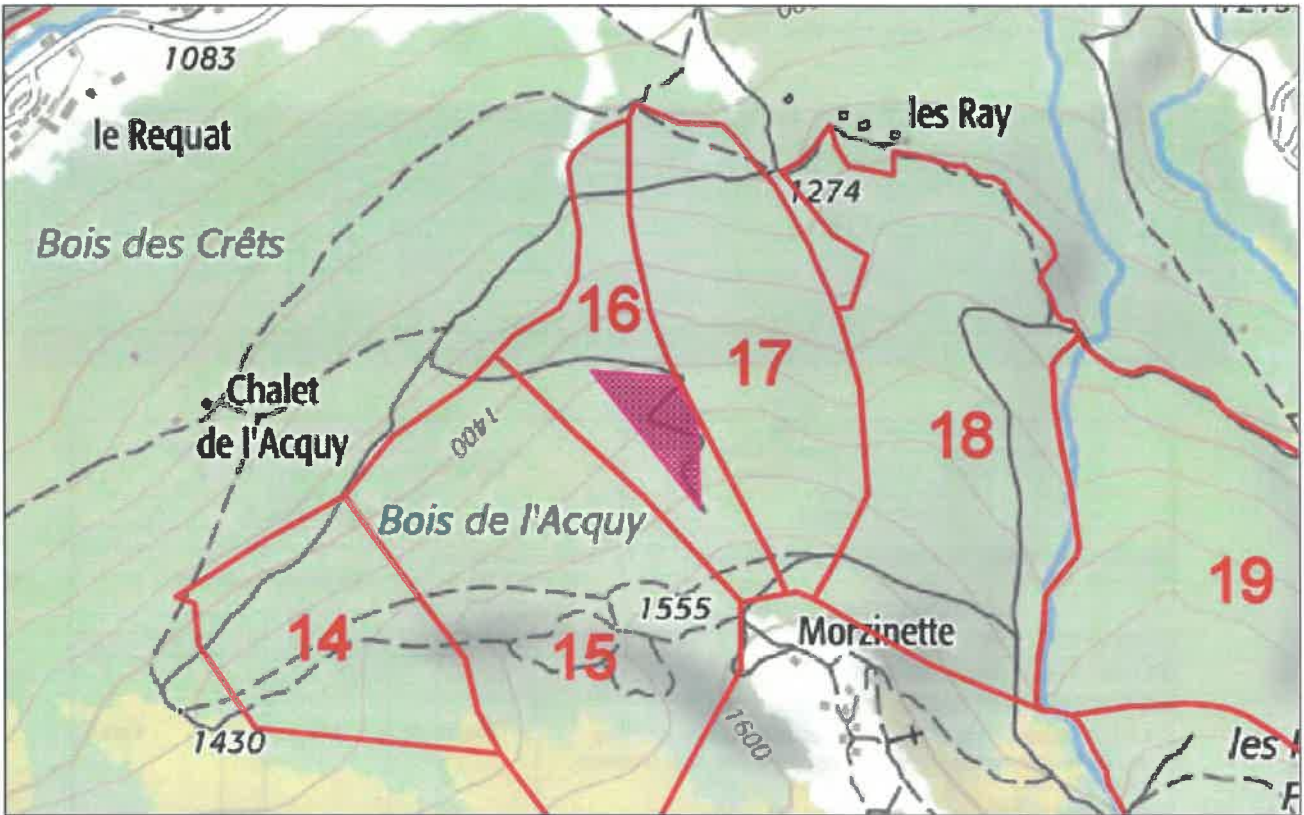 1083
le Requat
les Ray
1274
Bois des Crêts
16
17
Chalet
de l'Acquy
1400
18
Bois de l'Acquy
19
1555
Morzinette
14
15
1600
1430
les